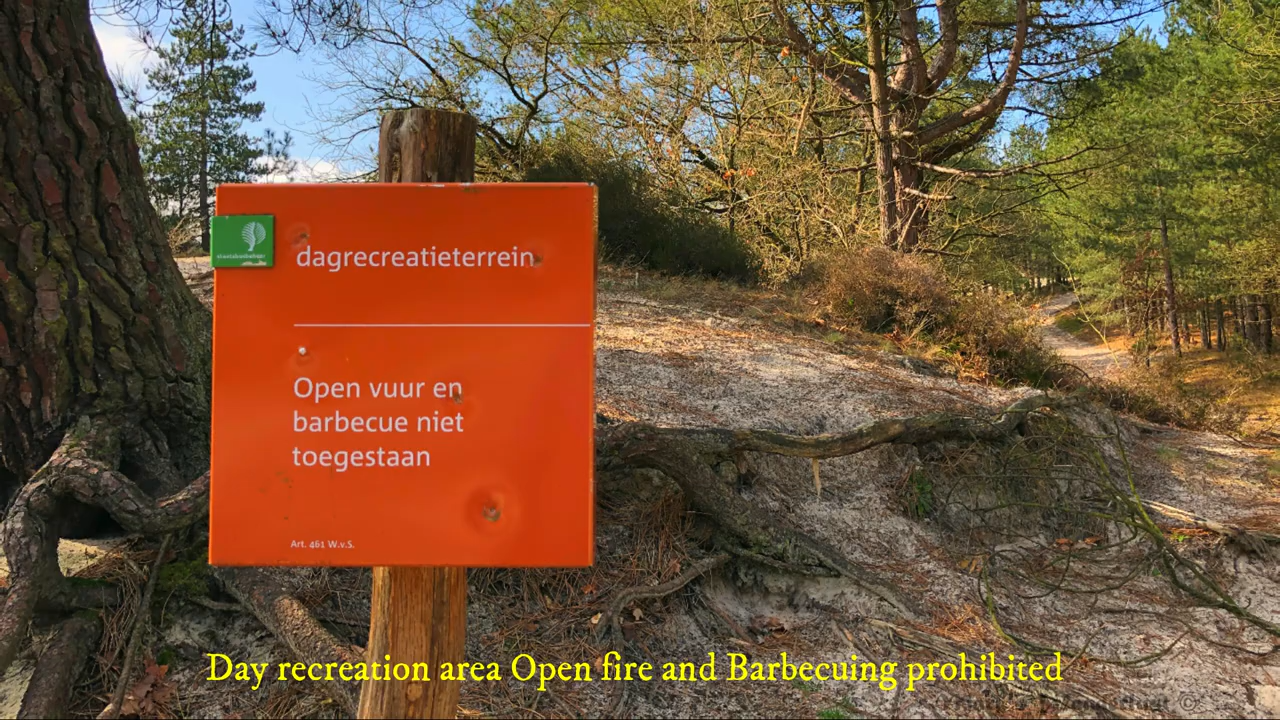 dagrecreatieterrein
Open vuur en
barbecue niet
toegestaan
Art. 461 W.v.S.
Day recreation area Open fire and Barbecuing prohibited